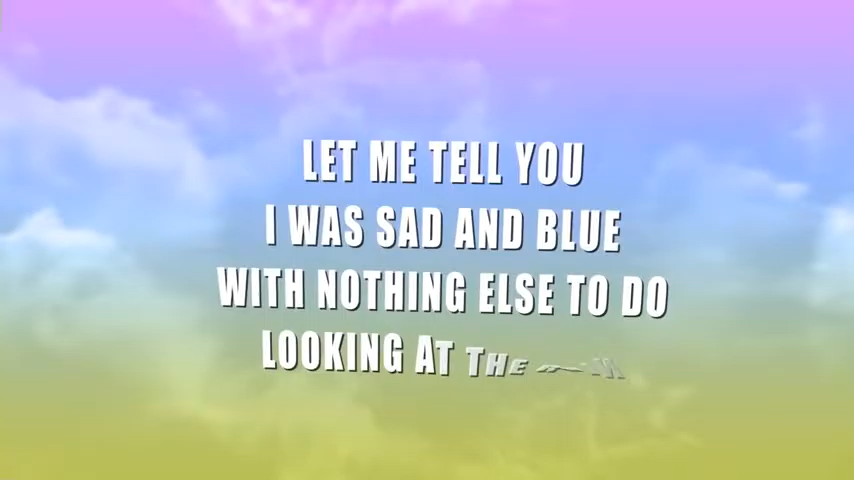 LET ME TELL YOU
I WAS SAD AND BLUE
WITH NOTHING ELSE TO DO
LOOKING AT THE